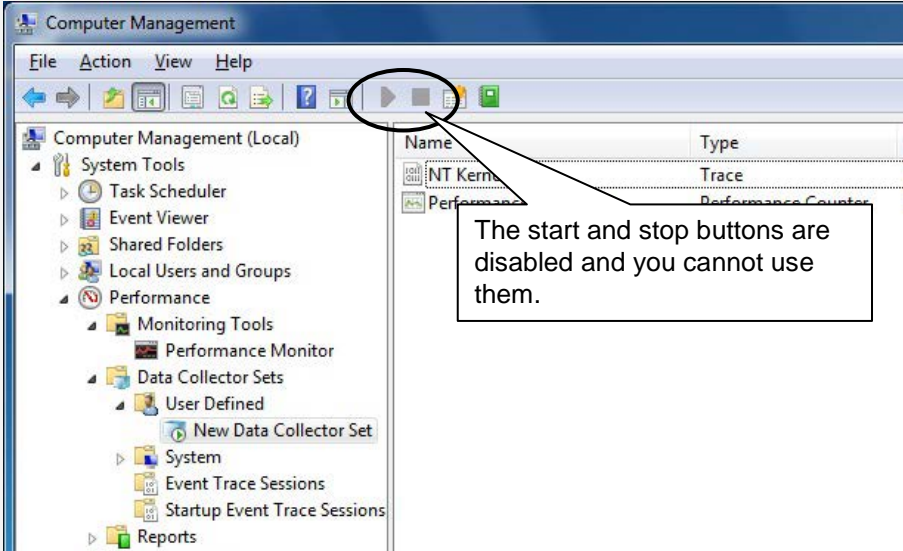 Computer Management
File Action View Help
Computer Management (Local)
System Tools
Task Scheduler
Event Viewer
Shared Folders
Local Users and Groups
Performance
Monitoring Tools
Performance Monitor
Data Collector Sets
User Defined
New Data Collector Set
System
Event Trace Sessions
Startup Event Trace Sessions
Reports
Name Type
NT Trace
Performance Counter
The start and stop buttons are
disabled and you cannot use
them.